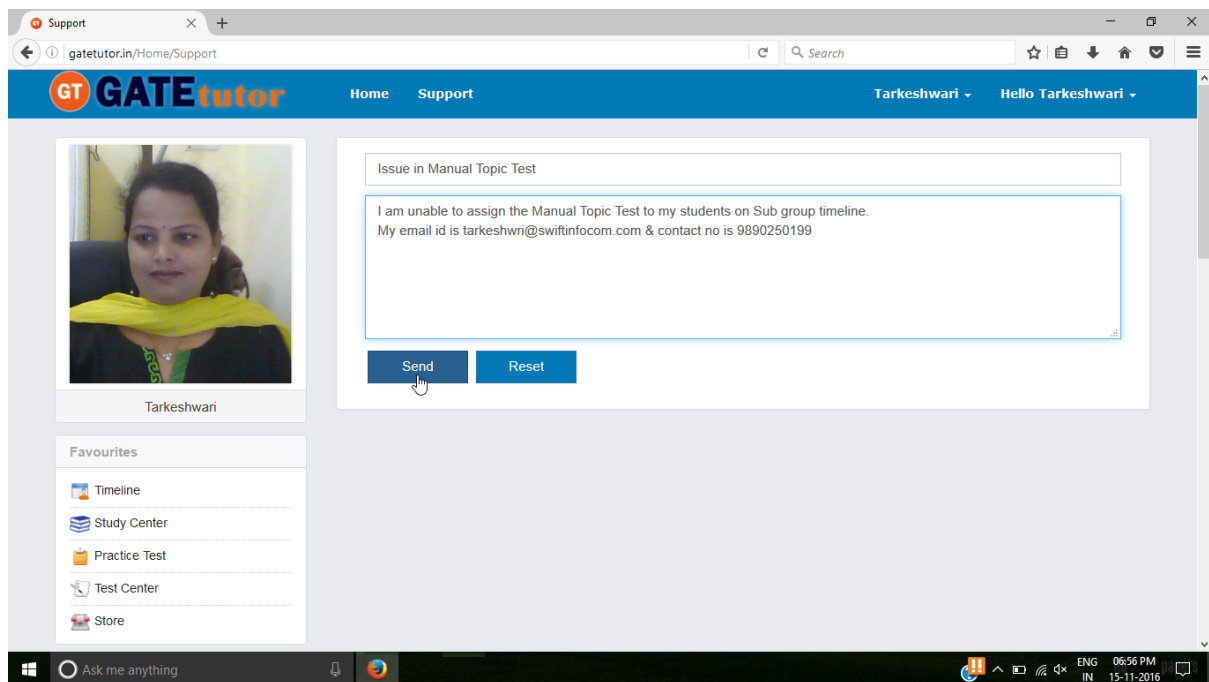 Support
gatetutor.in/Home/Support
Search
GT GATEtutor
Home
Support
Tarkeshwari
Hello Tarkeshwari
Issue in Manual Topic Test
I am unable to assign the Manual Topic Test to my students on Sub group timeline.
My email id is tarkeshwri@swiftinfocom.com & contact no is 9890250199
Send
Reset
Tarkeshwari
Favourites
Timeline
Study Center
Practice Test
Test Center
Store
Ask me anything
ENG
IN
06:56 PM
15-11-2016